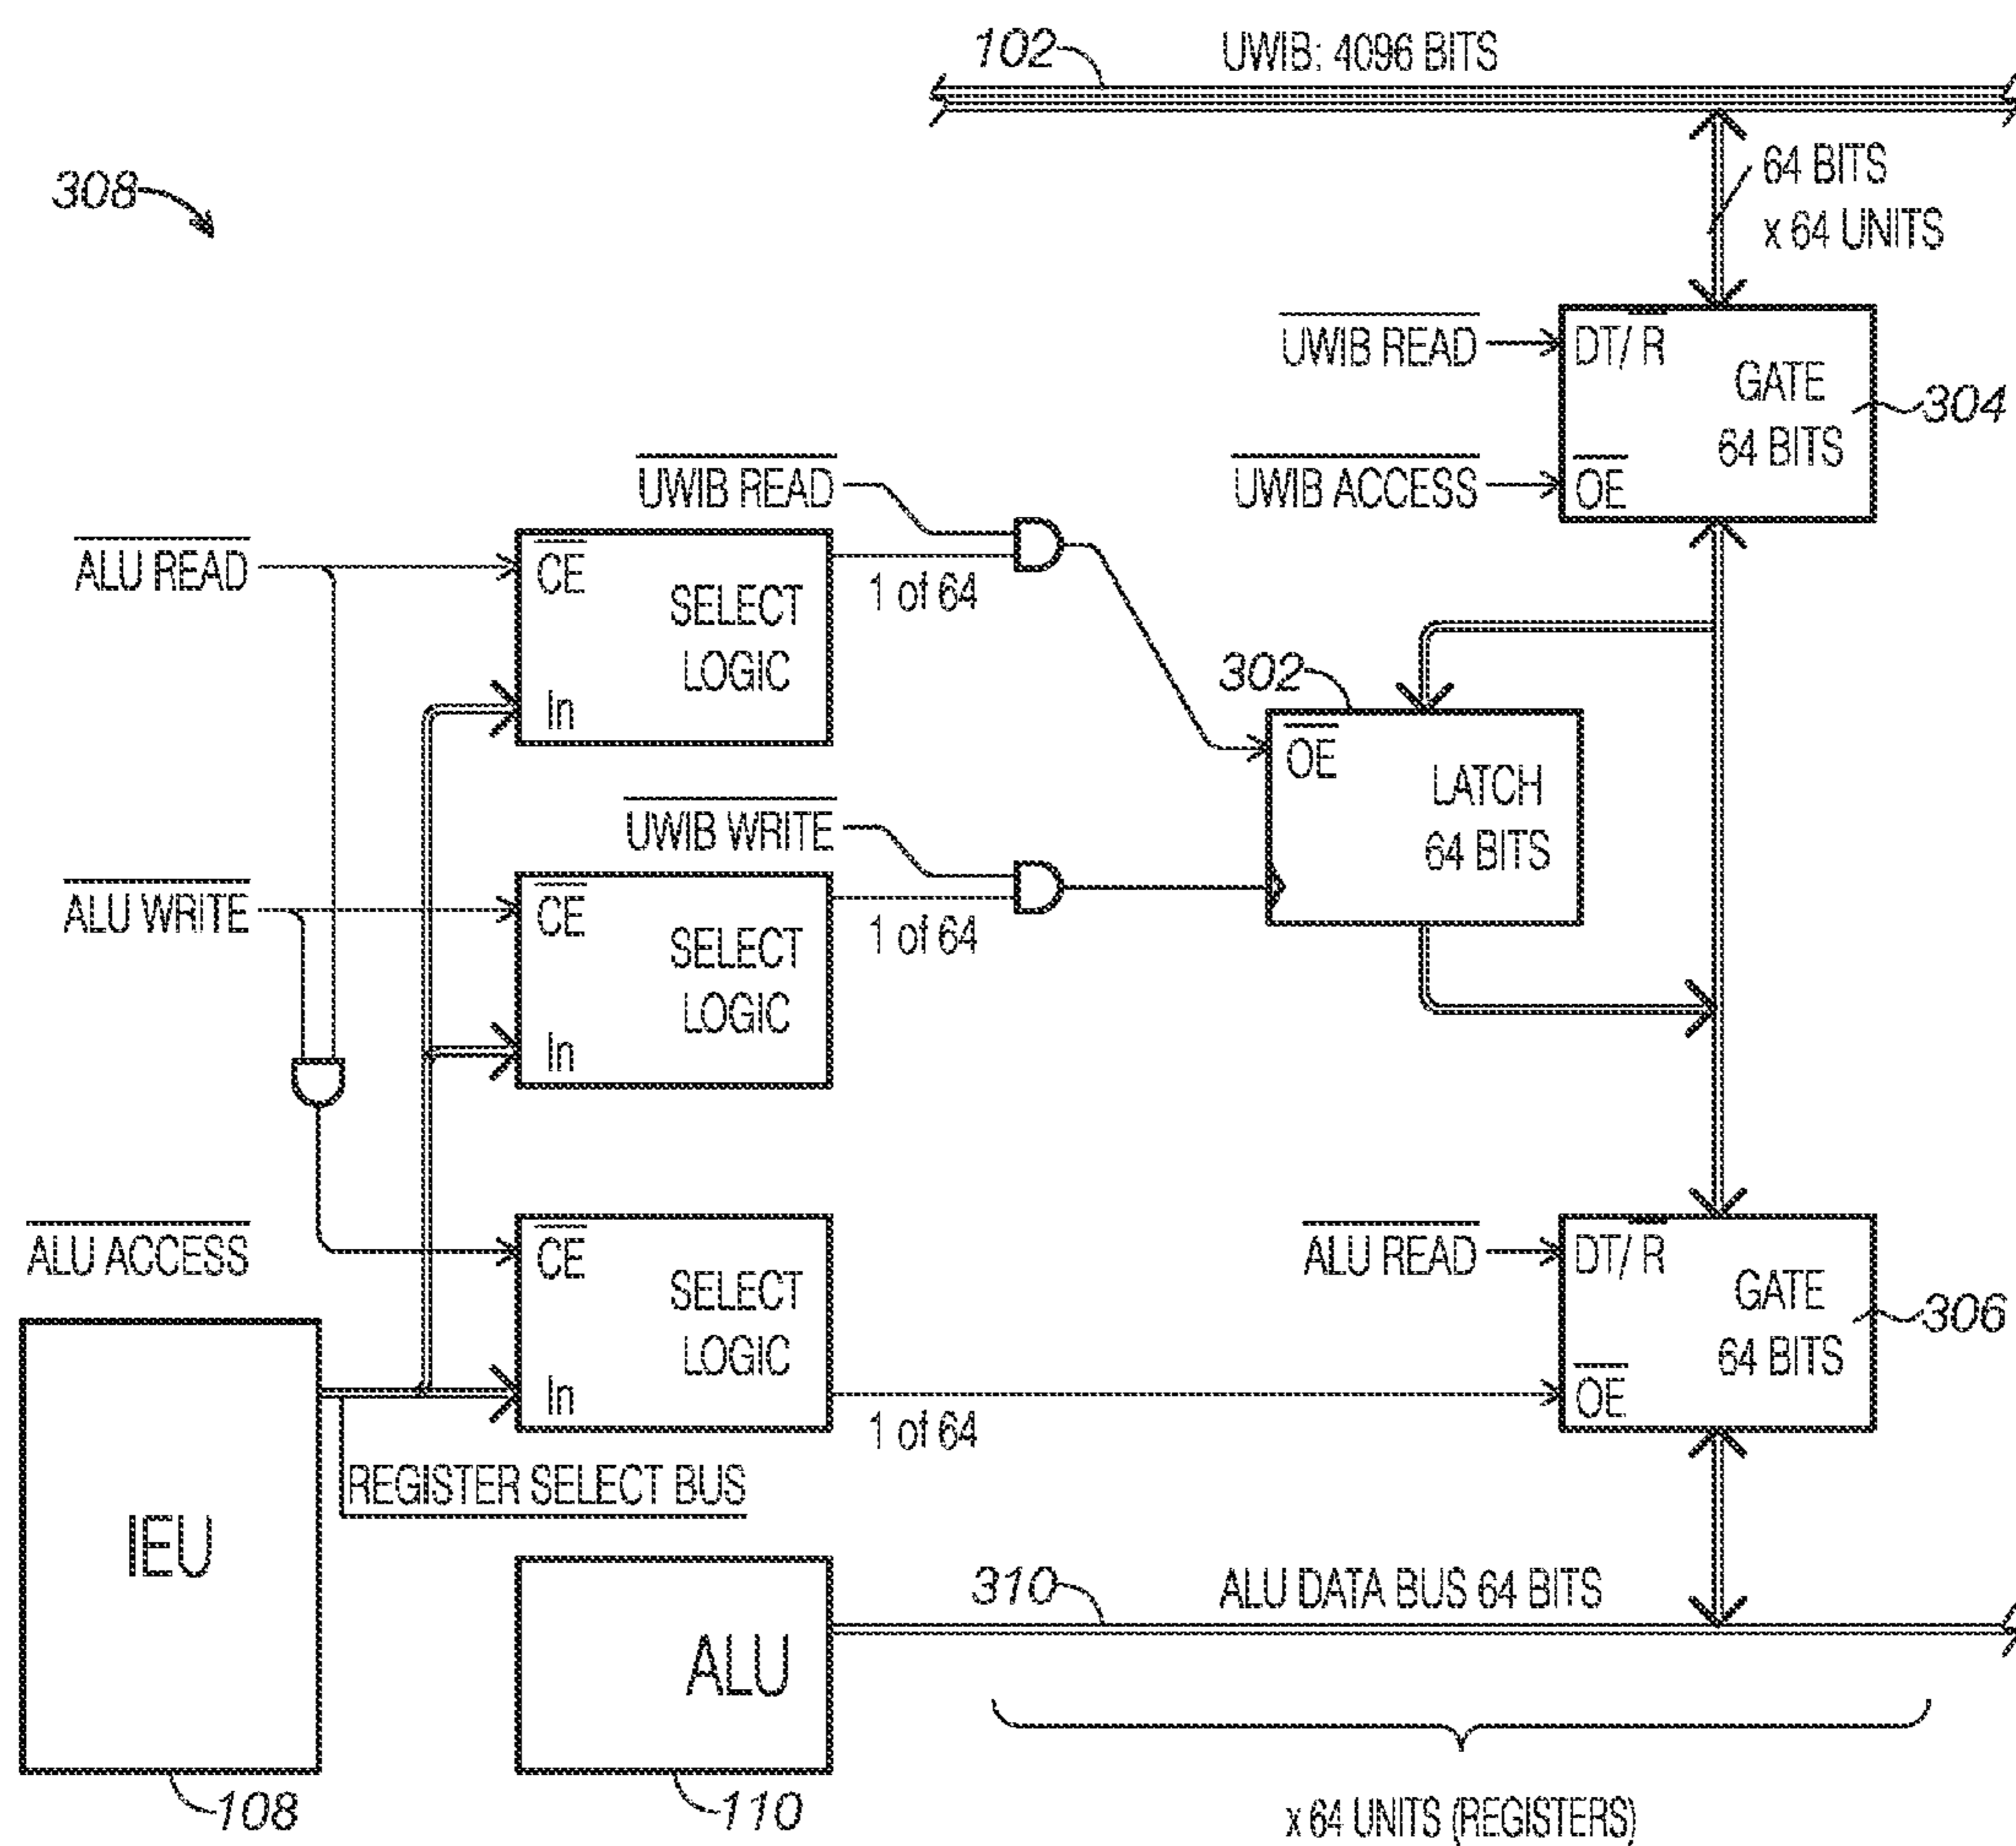 102
UWIB: 4096 BITS
308
64 BITS
x 64 UNITS
UWIB READ
DT/ R
GATE
64 BITS
304
UWIB ACCESS
OE
UWIB READ
ALU READ
CE
SELECT
LOGIC
In
1 of 64
302
OE
LATCH
64 BITS
UWIB WRITE
ALU WRITE
CE
SELECT
LOGIC
In
1 of 64
ALU ACCESS
CE
SELECT
LOGIC
In
1 of 64
ALU READ
DT/ R
GATE
64 BITS
306
OE
REGISTER SELECT BUS
IEU
108
ALU
110
310
ALU DATA BUS 64 BITS
x 64 UNITS (REGISTERS)